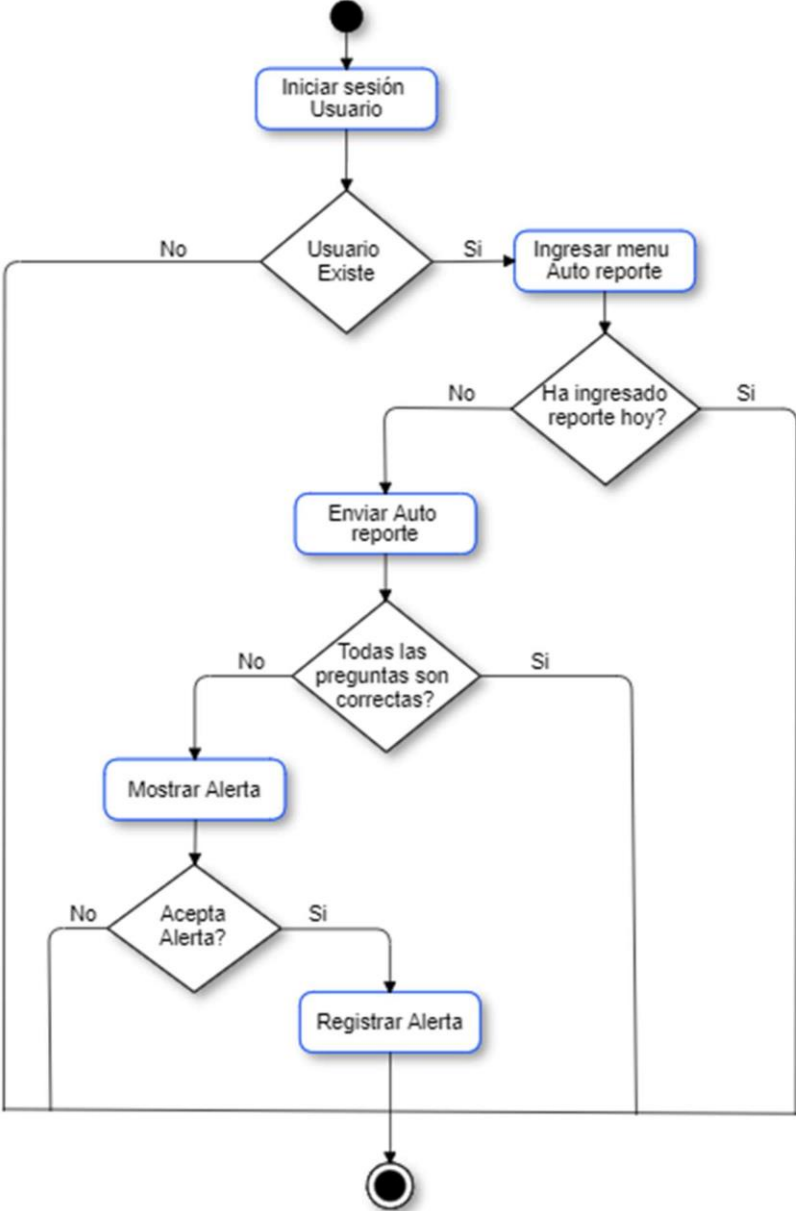 Iniciar sesión
Usuario
No
Usuario
Existe
Si
Ingresar menu
Auto reporte
No
Ha ingresado
reporte hoy?
Si
Enviar Auto
reporte
No
Todas las
preguntas son
correctas?
Si
Mostrar Alerta
No
Acepta
Alerta?
Si
Registrar Alerta